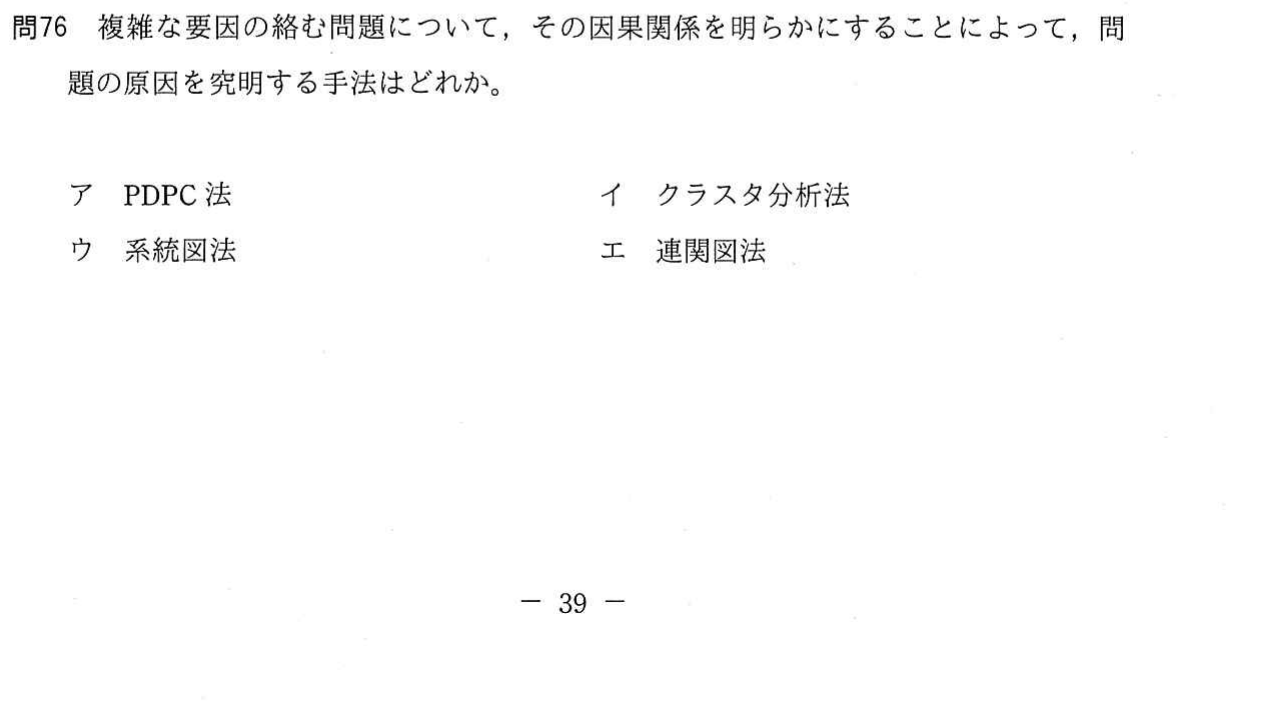 問76 複雑な要因の絡む問題について，その因果関係を明らかにすることによって，問
題の原因を究明する手法はどれか。
ア PDPC 法 イ クラスタ分析法
ウ 系統図法 エ 連関図法
－ 39 －